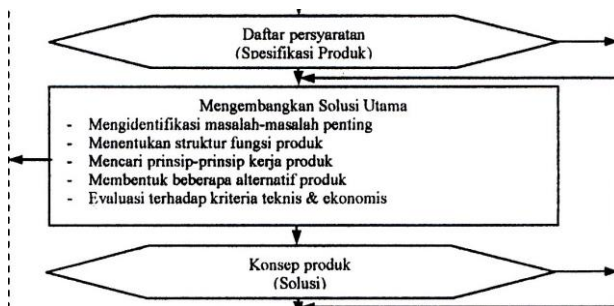 Daftar persyaratan
(Spesifikasi Produk)
Mengembangkan Solusi Utama
- Mengidentifikasi masalah-masalah penting
- Menentukan struktur fungsi produk
- Mencari prinsip-prinsip kerja produk
- Membentuk beberapa alternatif produk
- Evaluasi terhadap kriteria teknis & ekonomis
Konsep produk
(Solusi)